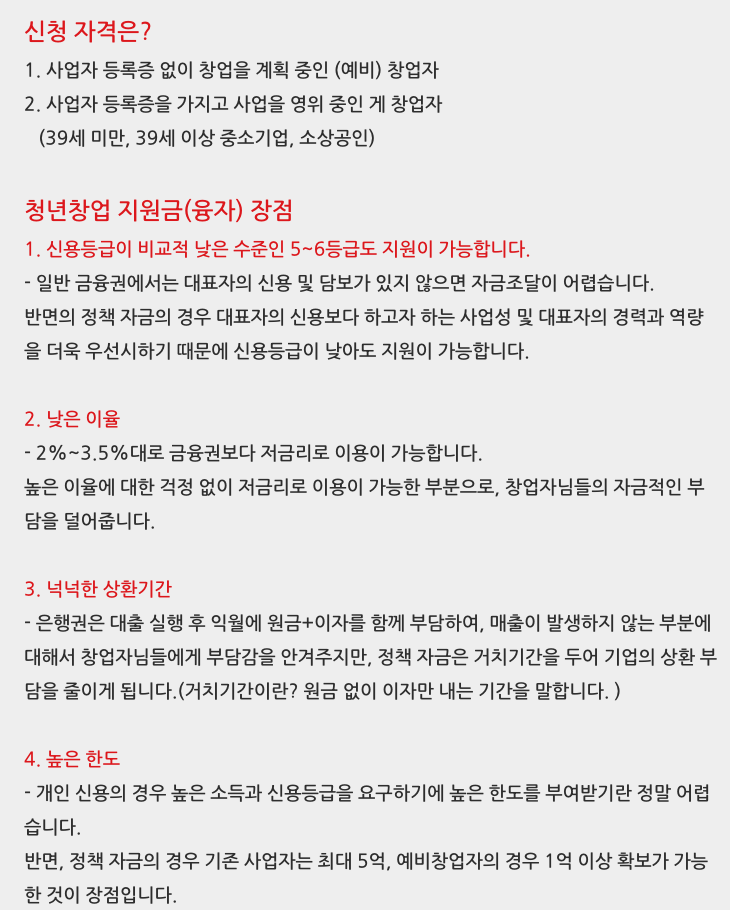 신청 자격은?
1. 사업자 등록증 없이 창업을 계획 중인 (예비) 창업자
2. 사업자 등록증을 가지고 사업을 영위 중인 게 창업자
(39세 미만, 39세 이상 중소기업, 소상공인)
청년창업 지원금(융자) 장점
1. 신용등급이 비교적 낮은 수준인 5~6등급도 지원이 가능합니다.
- 일반 금융권에서는 대표자의 신용 및 담보가 있지 않으면 자금조달이 어렵습니다.
반면의 정책 자금의 경우 대표자의 신용보다 하고자 하는 사업성 및 대표자의 경력과 역량
을 더욱 우선시하기 때문에 신용등급이 낮아도 지원이 가능합니다.
2. 낮은 이율
- 2%~3.5%대로 금융권보다 저금리로 이용이 가능합니다.
높은 이율에 대한 걱정 없이 저금리로 이용이 가능한 부분으로, 창업자님들의 자금적인 부
담을 덜어줍니다.
3. 넉넉한 상환기간
- 은행권은 대출 실행 후 익월에 원금+이자를 함께 부담하여, 매출이 발생하지 않는 부분에
대해서 창업자님들에게 부담감을 안겨주지만, 정책 자금은 거치기간을 두어 기업의 상환 부
담을 줄이게 됩니다.(거치기간이란? 원금 없이 이자만 내는 기간을 말합니다. )
4. 높은 한도
- 개인 신용의 경우 높은 소득과 신용등급을 요구하기에 높은 한도를 부여받기란 정말 어렵
습니다.
반면, 정책 자금의 경우 기존 사업자는 최대 5억, 예비창업자의 경우 1억 이상 확보가 가능
한 것이 장점입니다.